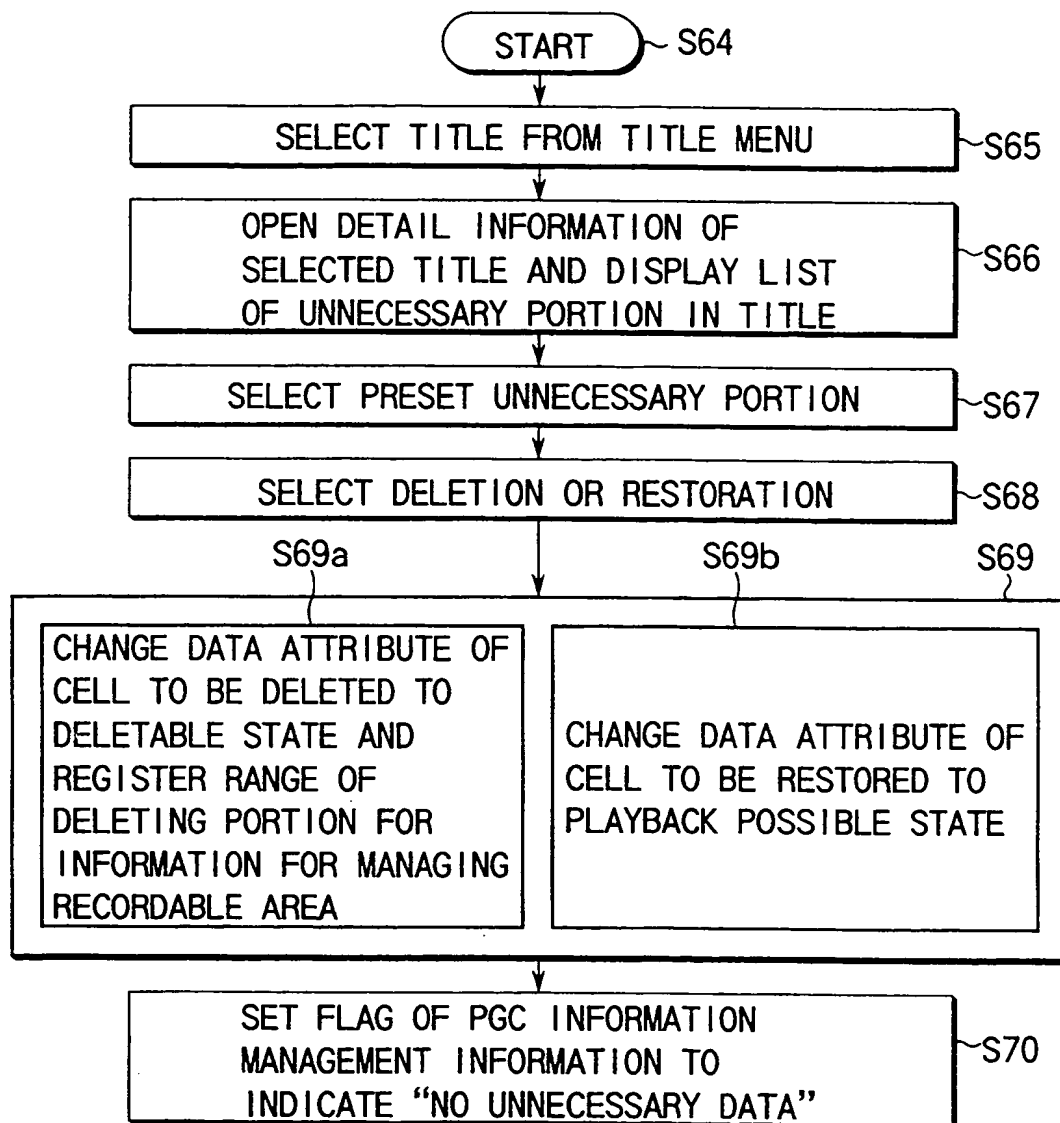 START
S64
SELECT TITLE FROM TITLE MENU
S65
OPEN DETAIL INFORMATION OF
SELECTED TITLE AND DISPLAY LIST
OF UNNECESSARY PORTION IN TITLE
S66
SELECT PRESET UNNECESSARY PORTION
S67
SELECT DELETION OR RESTORATION
S68
S69a
S69b
S69
CHANGE DATA ATTRIBUTE OF
CELL TO BE DELETED TO
DELETABLE STATE AND
REGISTER RANGE OF
DELETING PORTION FOR
INFORMATION FOR MANAGING
RECORDABLE AREA
CHANGE DATA ATTRIBUTE OF
CELL TO BE RESTORED TO
PLAYBACK POSSIBLE STATE
SET FLAG OF PGC INFORMATION
MANAGEMENT INFORMATION TO
INDICATE “NO UNNECESSARY DATA”
S70